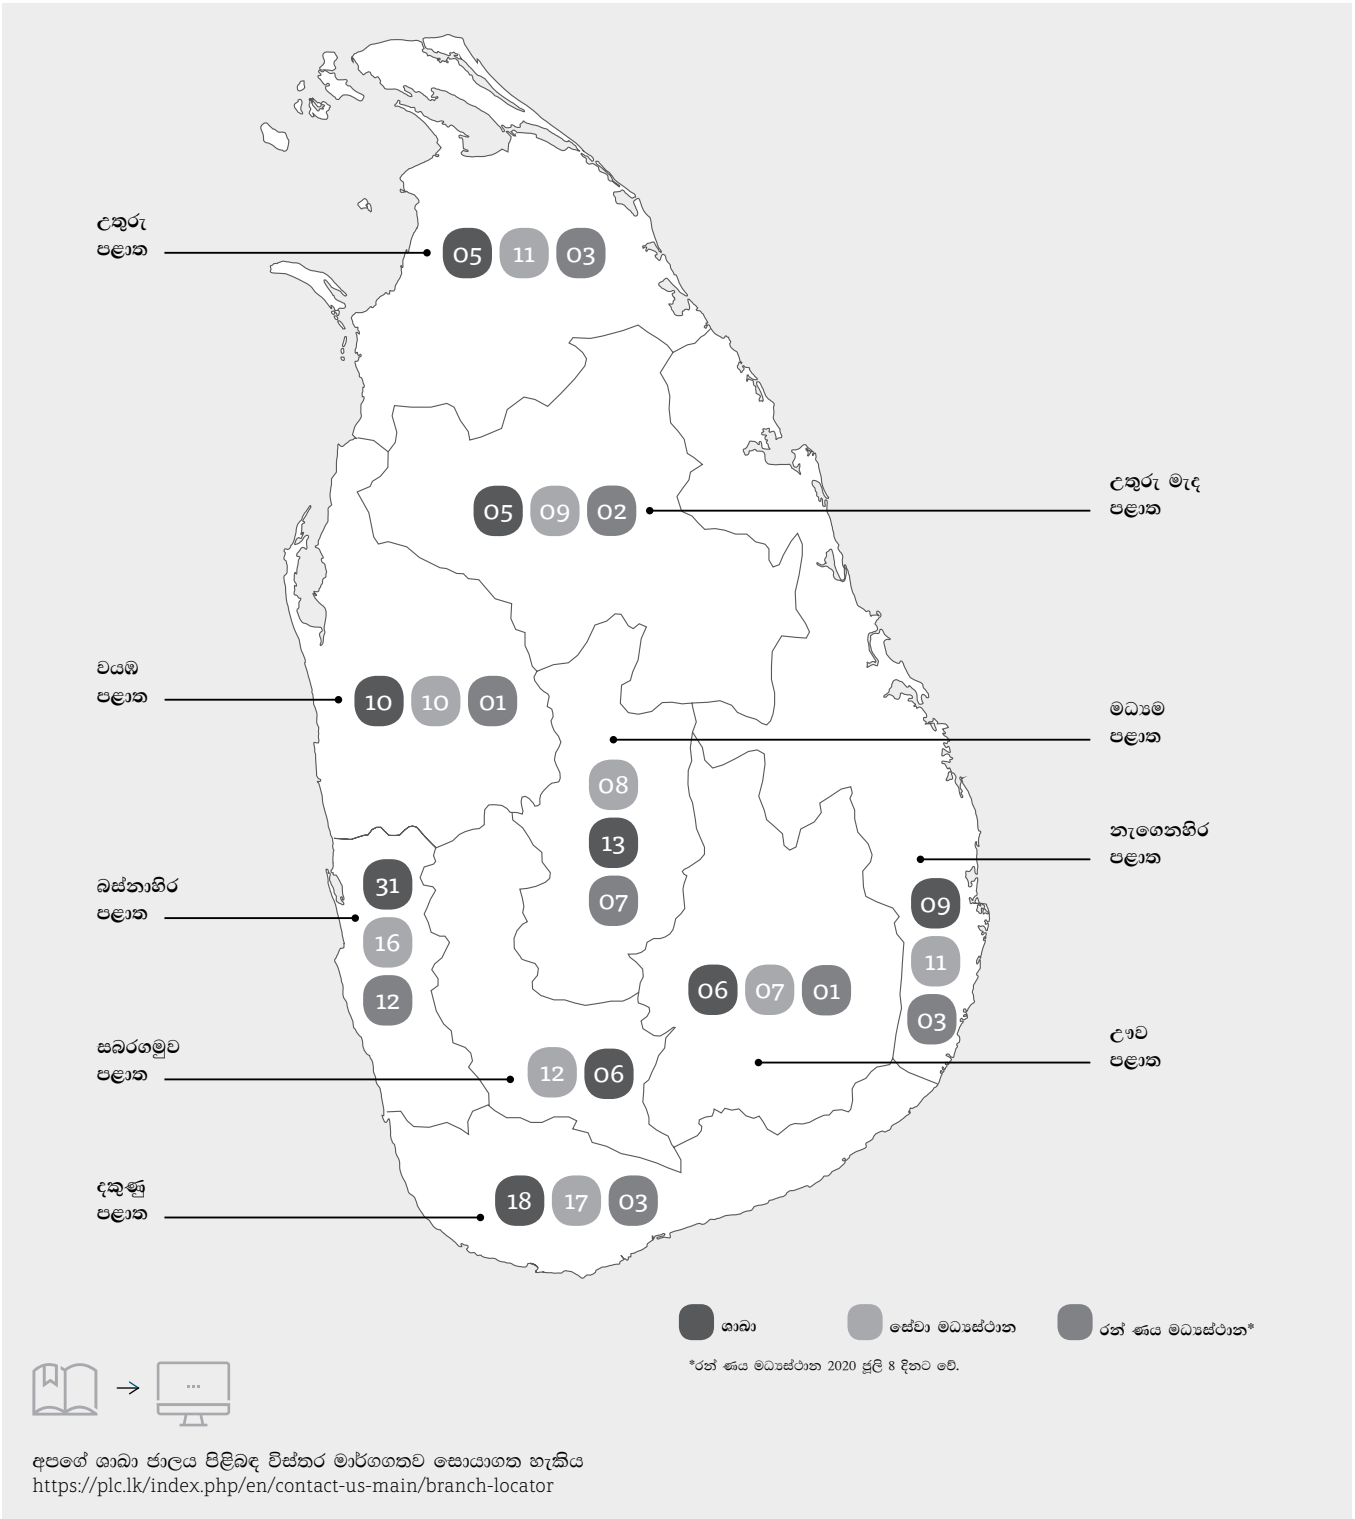 උතුරු
පළාත
05 11 03
උතුරු මැද
පළාත
05 09 02
වයඹ
පළාත
10 10 01
මධ්‍යම
පළාත
08
13
07
නැගෙනහිර
පළාත
09
11
03
බස්නාහිර
පළාත
31
16
12
06 07 01
ඌව
පළාත
සබරගමුව
පළාත
12 06
දකුණු
පළාත
18 17 03
ශාඛා
සේවා මධ්‍යස්ථාන
රන් ණය මධ්‍යස්ථාන*
*රන් ණය මධ්‍යස්ථාන 2020 ජූලි 8 දිනට වේ.
අපගේ ශාඛා ජාලය පිළිබඳ විස්තර මාර්ගගතව සොයාගත හැකිය
https://plc.lk/index.php/en/contact-us-main/branch-locator